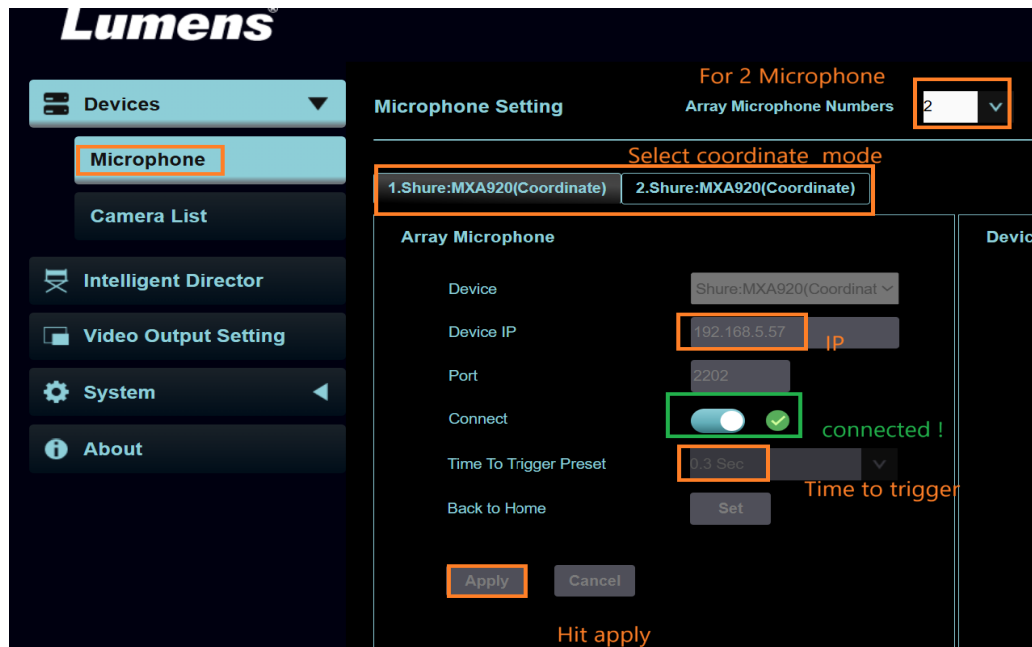 Lumens®
For 2 Microphone
Devices
Microphone Setting
Array Microphone Numbers
2
Microphone
Select coordinate mode
1.Shure:MXA920(Coordinate)
2.Shure:MXA920(Coordinate)
Camera List
Array Microphone
Devic
Intelligent Director
Device
Shure:MXA920(Coordinat
Video Output Setting
Device IP
192.168.5.57
IP
Port
2202
System
Connect
connected !
About
Time To Trigger Preset
0.3 Sec
Time to trigger
Back to Home
Set
Apply
Cancel
Hit apply